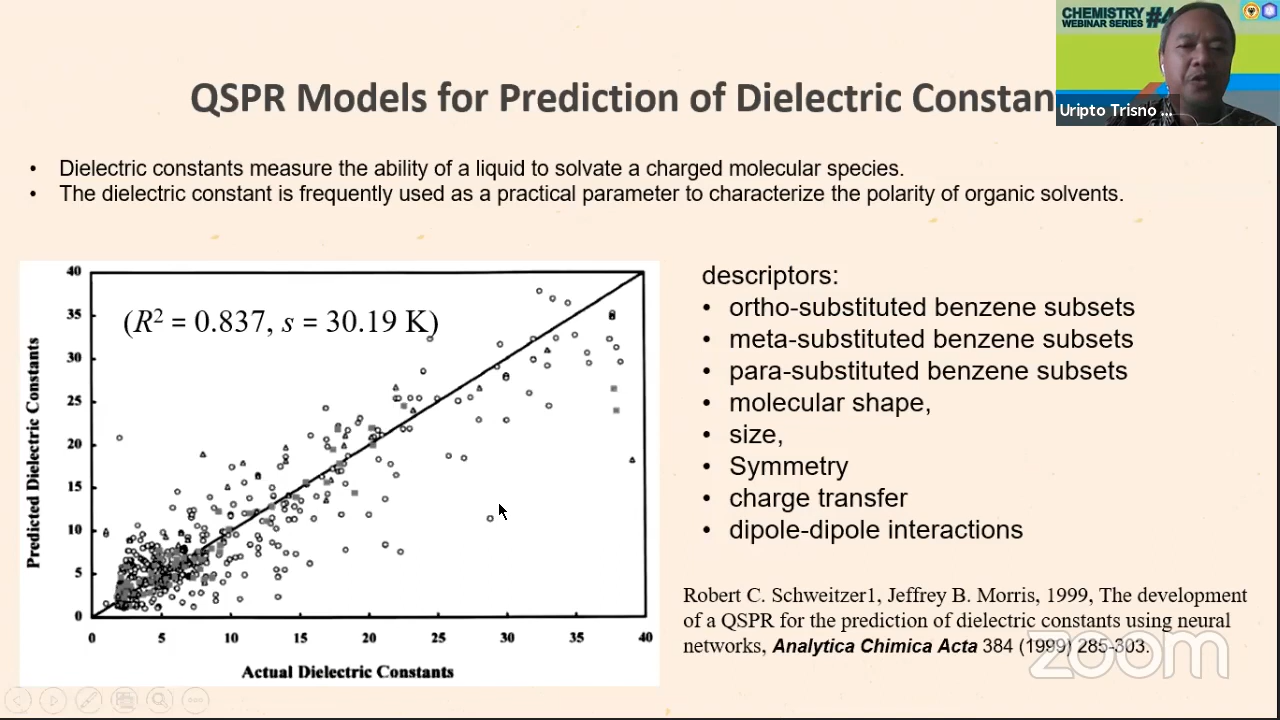 CHEMISTRY #4
WEBINAR SERIES
Uripto Trisno ...
QSPR Models for Prediction of Dielectric Constan
• Dielectric constants measure the ability of a liquid to solvate a charged molecular species.
• The dielectric constant is frequently used as a practical parameter to characterize the polarity of organic solvents.
(R² = 0.837, s = 30.19 K)
Predicted Dielectric Constants
40
35
30
25
20
15
10
5
0
0 5 10 15 20 25 30 35 40
Actual Dielectric Constants
descriptors:
• ortho-substituted benzene subsets
• meta-substituted benzene subsets
• para-substituted benzene subsets
• molecular shape,
• size,
• Symmetry
• charge transfer
• dipole-dipole interactions
Robert C. Schweitzer1, Jeffrey B. Morris, 1999, The development
of a QSPR for the prediction of dielectric constants using neural
networks, Analytica Chimica Acta 384 (1999) 285-303.
zoom